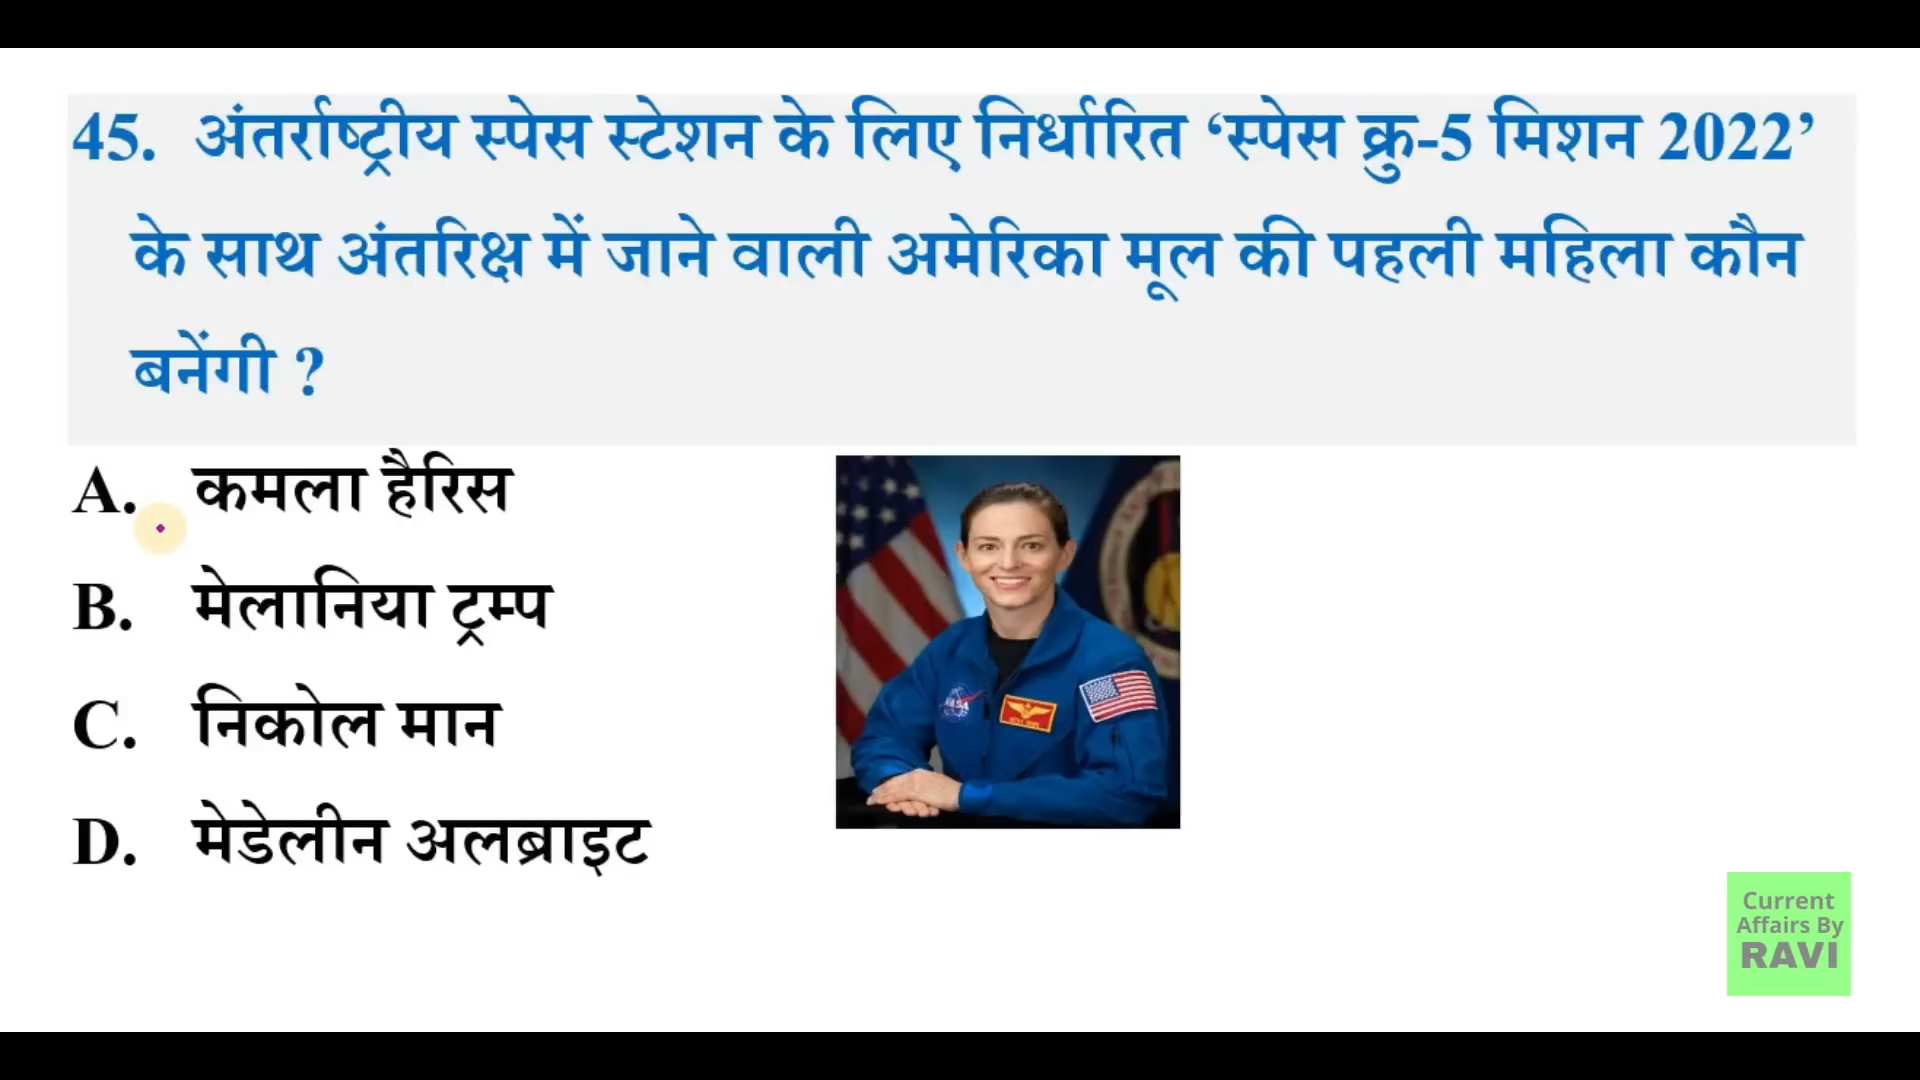 45. अंतर्राष्ट्रीय स्पेस स्टेशन के लिए निर्धारित ‘स्पेस क्रु-5 मिशन 2022’
के साथ अंतरिक्ष में जाने वाली अमेरिका मूल की पहली महिला कौन
बनेंगी ?
A. कमला हैरिस
B. मेलानिया ट्रम्प
C. निकोल मान
D. मेडेलीन अलब्राइट
NASA
Current
Affairs By
RAVI